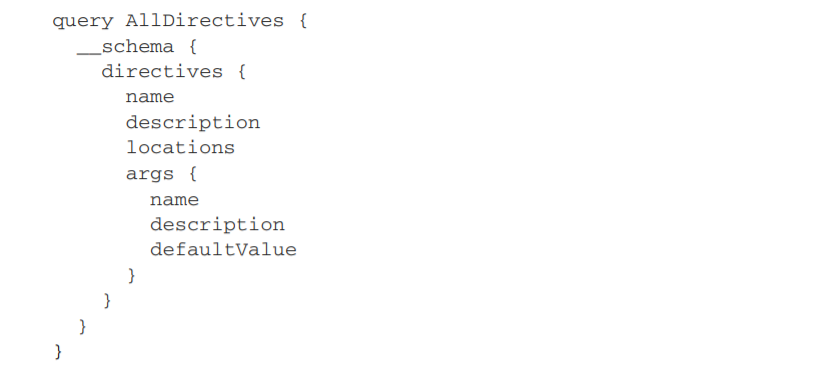 query AllDirectives {
  __schema {
    directives {
      name
      description
      locations
      args {
        name
        description
        defaultValue
      }
    }
  }
}